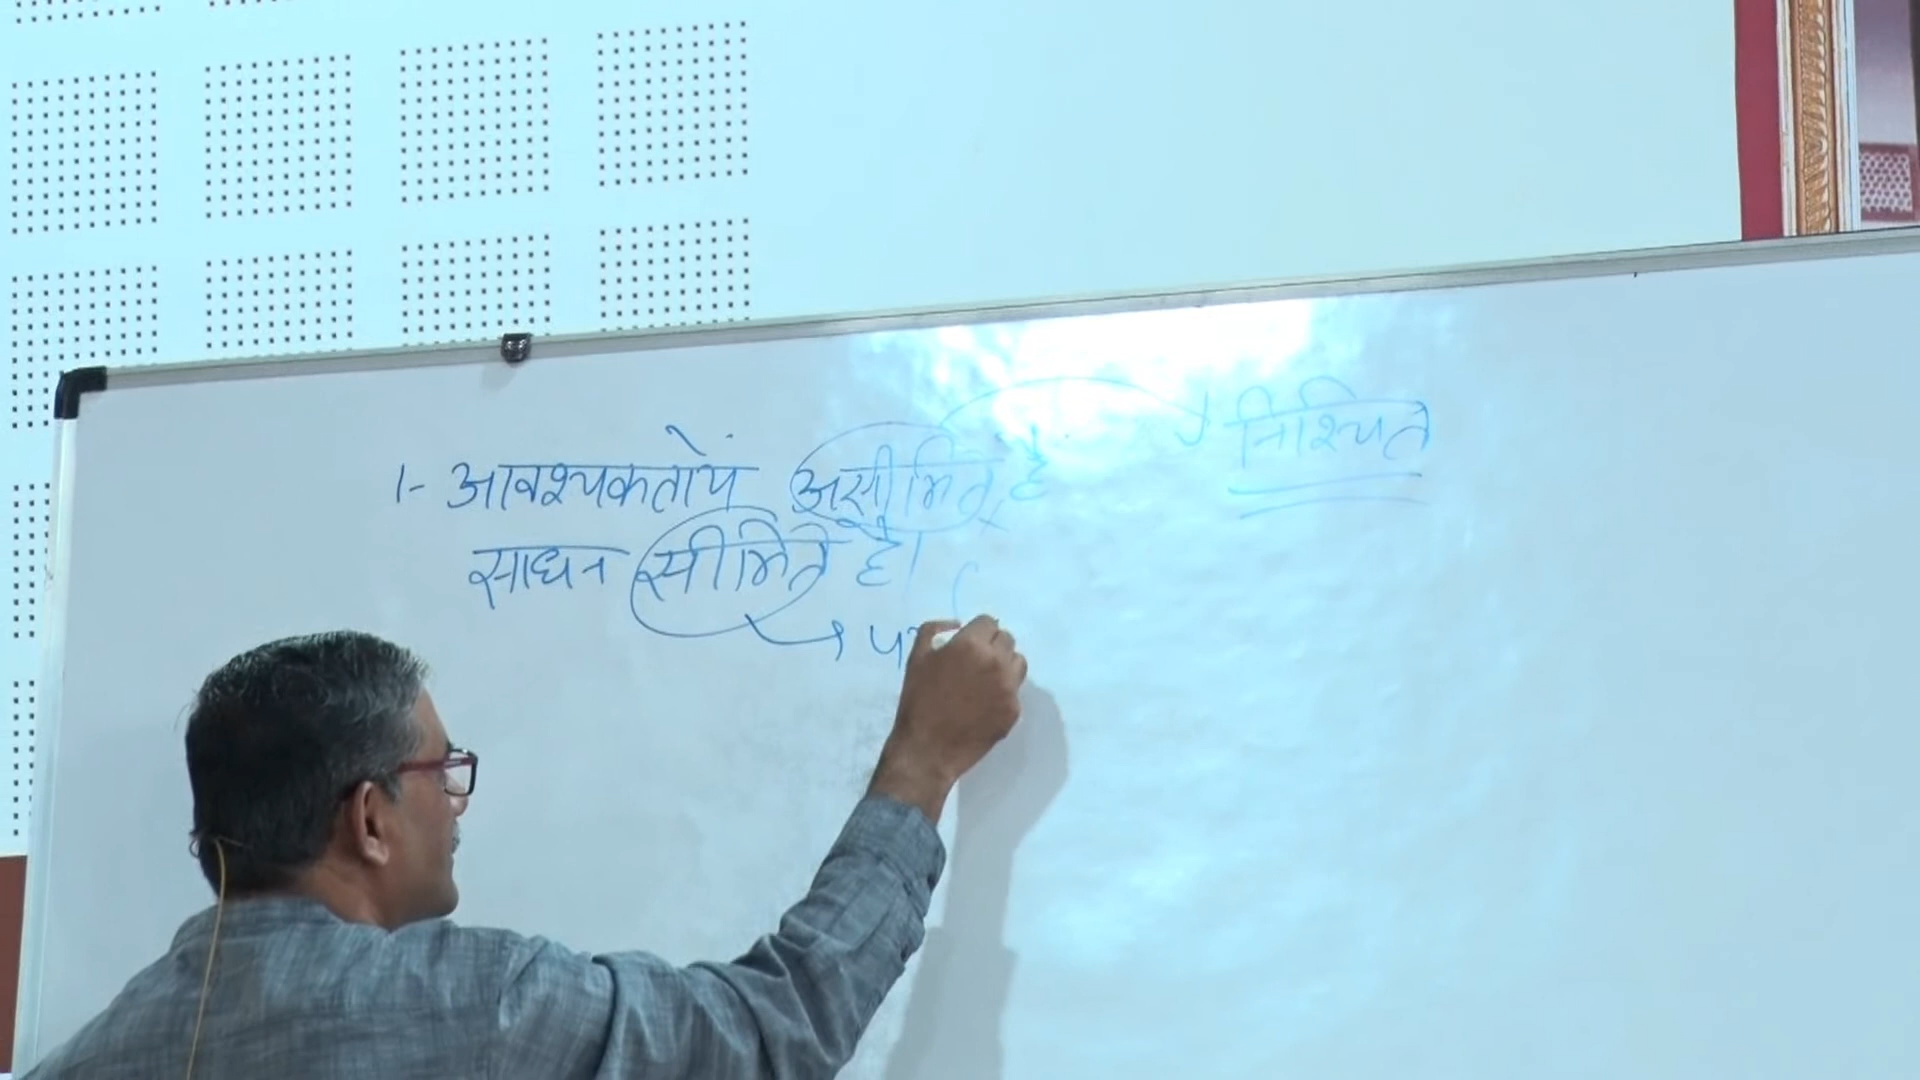 1- आवश्यकतायें असीमित है निश्चित
साधन सीमित है।